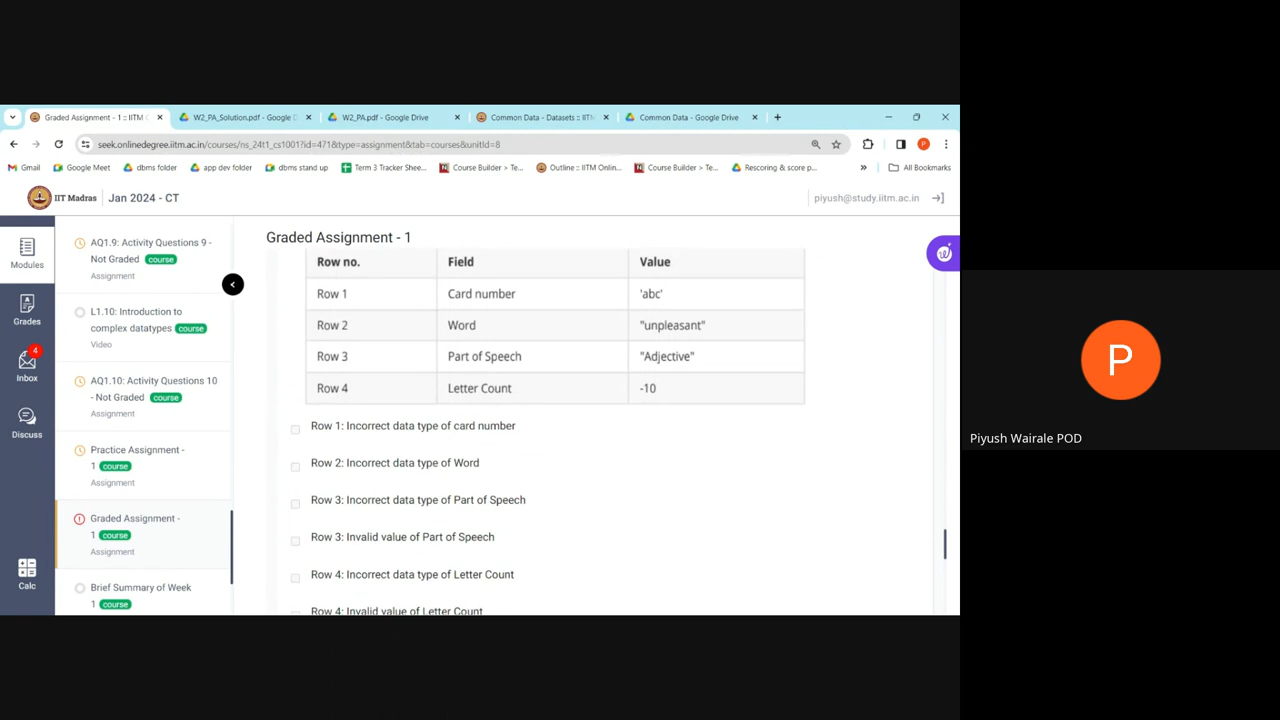 Graded Assignment - 1 :: IITM C
W2_PA_Solution.pdf - Google D
W2_PA.pdf - Google Drive
Common Data - Datasets :: IITM
Common Data - Google Drive
seek.onlinedegree.iitm.ac.in/courses/ns_24t1_cs1001?id=471&type=assignment&tab=courses&unitId=8
P
Gmail
Google Meet
dbms folder
app dev folder
dbms stand up
Term 3 Tracker Shee...
Course Builder > Te...
Outline :: IITM Onlin...
Course Builder > Te...
Rescoring & score p...
»
All Bookmarks
IIT Madras
Jan 2024 - CT
piyush@study.iitm.ac.in
Modules
Grades
4
Inbox
Discuss
Calc
AQ1.9: Activity Questions 9 -
Not Graded course
Assignment
L1.10: Introduction to
complex datatypes course
Video
AQ1.10: Activity Questions 10
- Not Graded course
Assignment
Practice Assignment -
1 course
Assignment
Graded Assignment -
1 course
Assignment
Brief Summary of Week
1 course
Graded Assignment - 1
Row no. Field Value
Row 1 Card number 'abc'
Row 2 Word "unpleasant"
Row 3 Part of Speech "Adjective"
Row 4 Letter Count -10
Row 1: Incorrect data type of card number
Row 2: Incorrect data type of Word
Row 3: Incorrect data type of Part of Speech
Row 3: Invalid value of Part of Speech
Row 4: Incorrect data type of Letter Count
Row 4: Invalid value of Letter Count
P
Piyush Wairale POD